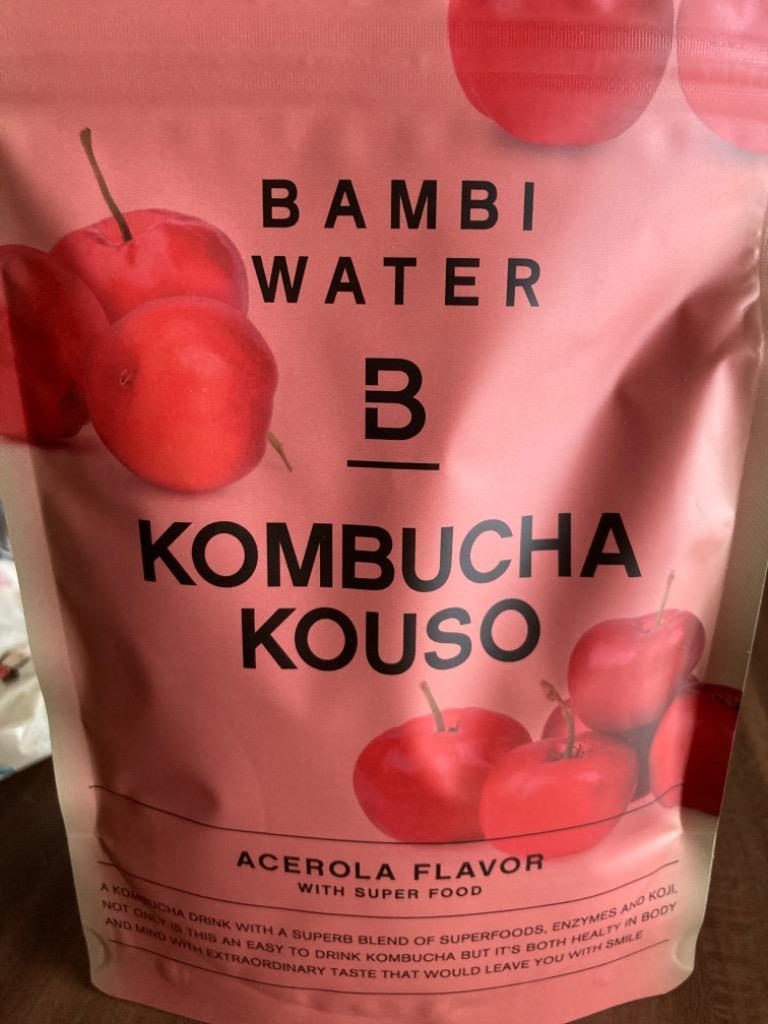 BAMBI
WATER
B
KOMBUCHA
KOUSO
ACEROLA FLAVOR
WITH SUPER FOOD
A KOMBUCHA DRINK WITH A SUPERB BLEND OF SUPERFOODS, ENZYMES AND KOJI,
NOT ONLY IS THIS AN EASY TO DRINK KOMBUCHA BUT IT'S BOTH HEALTY IN BODY
AND MIND WITH EXTRAORDINARY TASTE THAT WOULD LEAVE YOU WITH SMILE